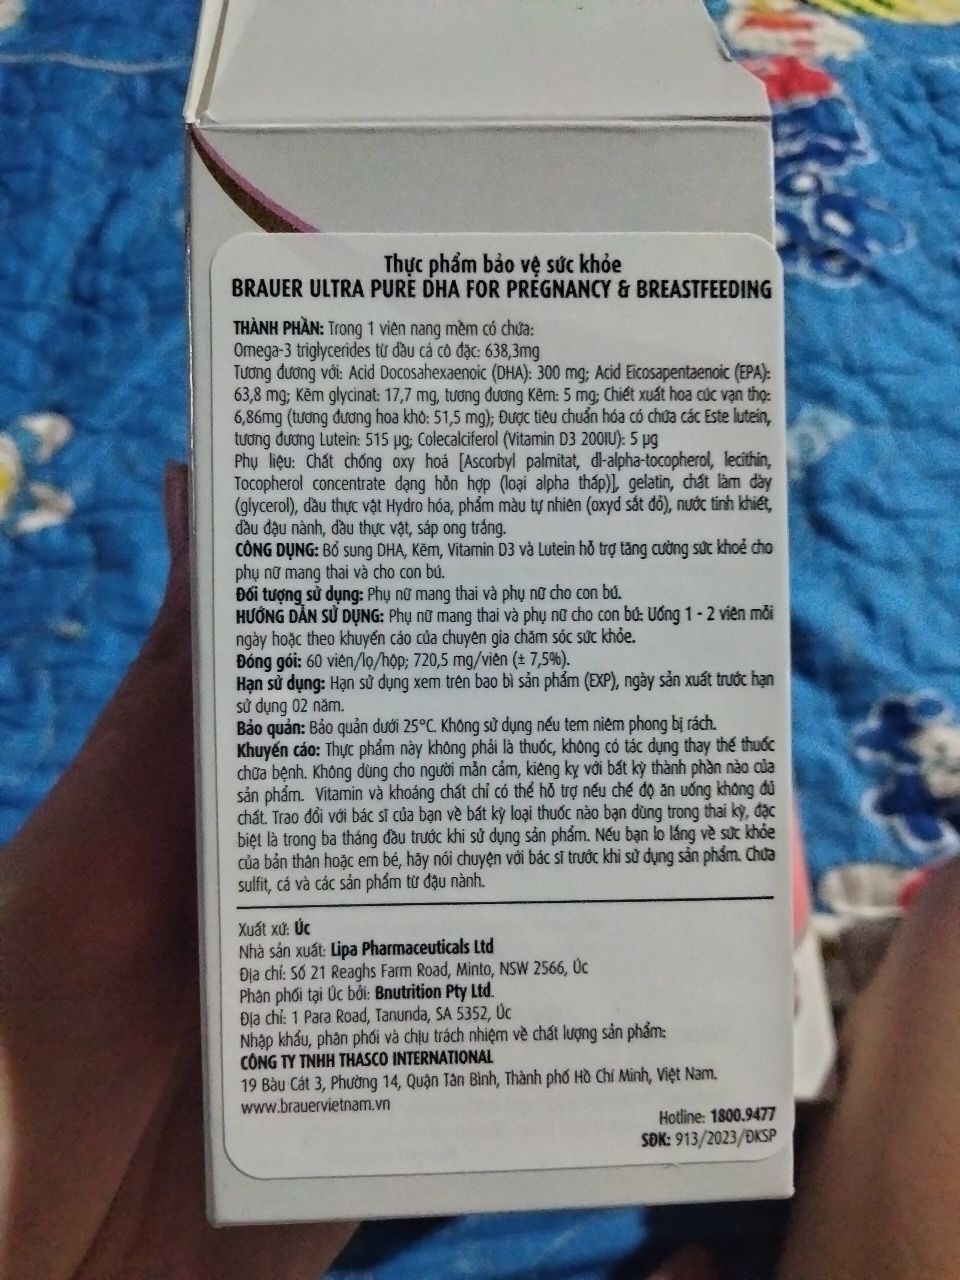 Thực phẩm bảo vệ sức khỏe
BRAUER ULTRA PURE DHA FOR PREGNANCY & BREASTFEEDING
THÀNH PHẦN: Trong 1 viên nang mềm có chứa:
Omega-3 triglycerides từ dầu cá cô đặc: 638,3mg
Tương đương với: Acid Docosahexaenoic (DHA): 300 mg; Acid Eicosapentaenoic (EPA):
63,8 mg; Kẽm glycinat: 17,7 mg, tương đương Kẽm: 5 mg; Chiết xuất hoa cúc vạn thọ:
6,86mg (tương đương hoa khô: 51,5 mg); Được tiêu chuẩn hóa có chứa các Este lutein,
tương đương Lutein: 515 µg; Colecalciferol (Vitamin D3 200IU): 5 µg
Phụ liệu: Chất chống oxy hoá [Ascorbyl palmitat, dl-alpha-tocopherol, lecithin,
Tocopherol concentrate dạng hỗn hợp (loại alpha thấp)], gelatin, chất làm dày
(glycerol), dầu thực vật Hydro hóa, phẩm màu tự nhiên (oxyd sắt đỏ), nước tinh khiết,
dầu đậu nành, dầu thực vật, sáp ong trắng.
CÔNG DỤNG: Bổ sung DHA, Kẽm, Vitamin D3 và Lutein hỗ trợ tăng cường sức khoẻ cho
phụ nữ mang thai và cho con bú.
Đối tượng sử dụng: Phụ nữ mang thai và phụ nữ cho con bú.
HƯỚNG DẪN SỬ DỤNG: Phụ nữ mang thai và phụ nữ cho con bú: Uống 1 - 2 viên mỗi
ngày hoặc theo khuyến cáo của chuyên gia chăm sóc sức khỏe.
Đóng gói: 60 viên/lọ/hộp; 720,5 mg/viên (± 7,5%).
Hạn sử dụng: Hạn sử dụng xem trên bao bì sản phẩm (EXP), ngày sản xuất trước hạn
sử dụng 02 năm.
Bảo quản: Bảo quản dưới 25°C. Không sử dụng nếu tem niêm phong bị rách.
Khuyến cáo: Thực phẩm này không phải là thuốc, không có tác dụng thay thế thuốc
chữa bệnh. Không dùng cho người mẫn cảm, kiêng kỵ với bất kỳ thành phần nào của
sản phẩm. Vitamin và khoáng chất chỉ có thể hỗ trợ nếu chế độ ăn uống không đủ
chất. Trao đổi với bác sĩ của bạn về bất kỳ loại thuốc nào bạn dùng trong thai kỳ, đặc
biệt là trong ba tháng đầu trước khi sử dụng sản phẩm. Nếu bạn lo lắng về sức khỏe
của bản thân hoặc em bé, hãy nói chuyện với bác sĩ trước khi sử dụng sản phẩm. Chứa
sulfit, cá và các sản phẩm từ đậu nành.
Xuất xứ: Úc
Nhà sản xuất: Lipa Pharmaceuticals Ltd
Địa chỉ: Số 21 Reaghs Farm Road, Minto, NSW 2566, Úc
Phân phối tại Úc bởi: Bnutrition Pty Ltd.
Địa chỉ: 1 Para Road, Tanunda, SA 5352, Úc
Nhập khẩu, phân phối và chịu trách nhiệm về chất lượng sản phẩm:
CÔNG TY TNHH THASCO INTERNATIONAL
19 Bàu Cát 3, Phường 14, Quận Tân Bình, Thành phố Hồ Chí Minh, Việt Nam.
www.brauervietnam.vn
Hotline: 1800.9477
SĐK: 913/2023/ĐKSP